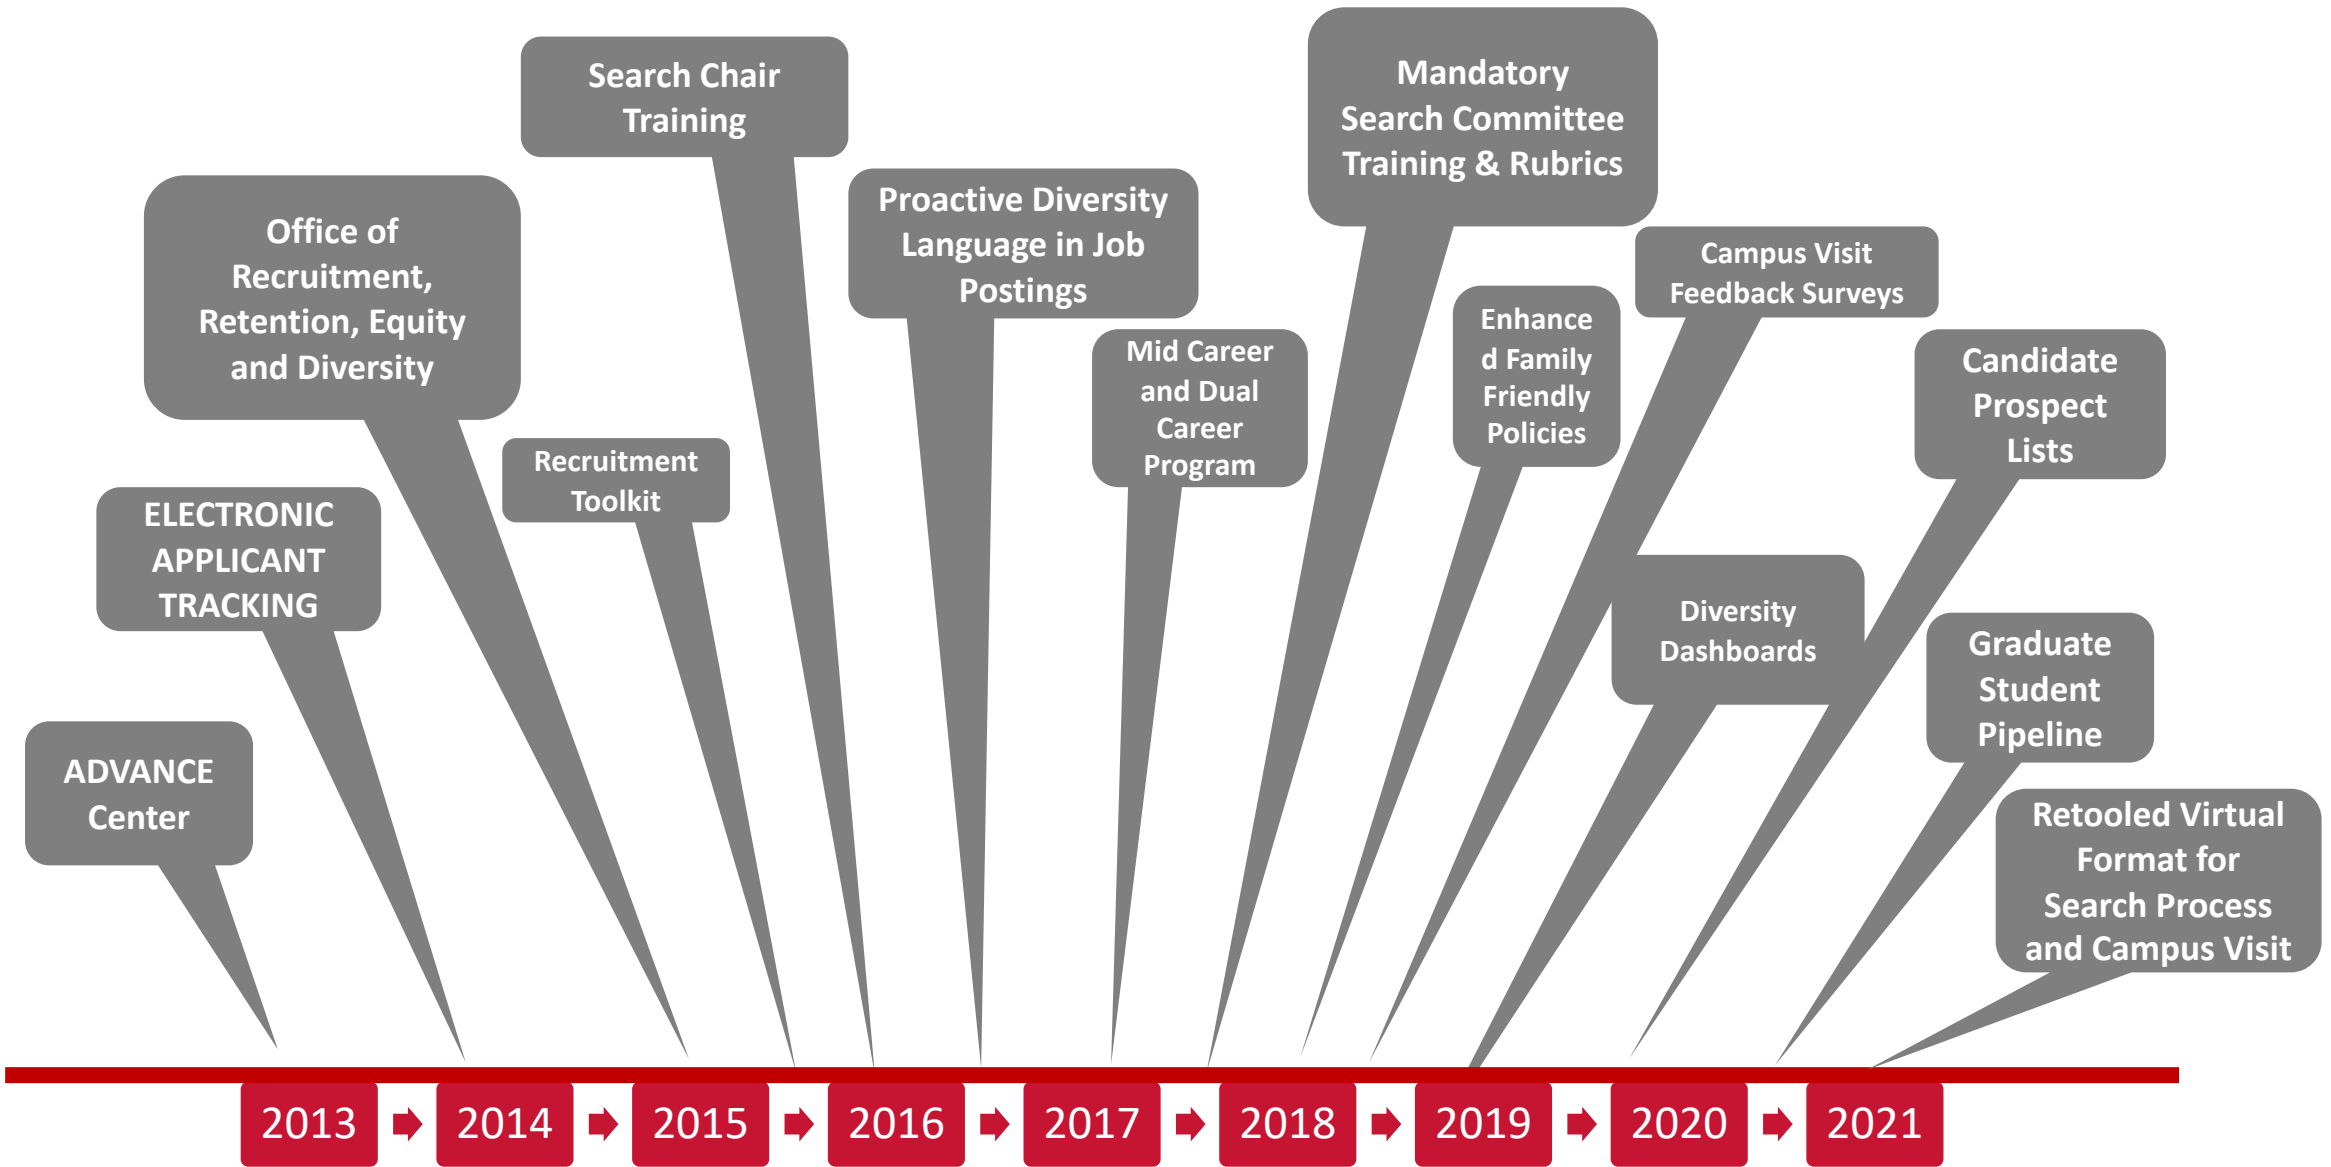 Search Chair
Training
Mandatory
Search Committee
Training & Rubrics
Office of
Recruitment,
Retention, Equity
and Diversity
Proactive Diversity
Language in Job
Postings
Campus Visit
Feedback Surveys
Enhance
d Family
Friendly
Policies
Mid Career
and Dual
Career
Program
Candidate
Prospect
Lists
Recruitment
Toolkit
ELECTRONIC
APPLICANT
TRACKING
Diversity
Dashboards
Graduate
Student
Pipeline
ADVANCE
Center
Retooled Virtual
Format for
Search Process
and Campus Visit
2013
2014
2015
2016
2017
2018
2019
2020
2021